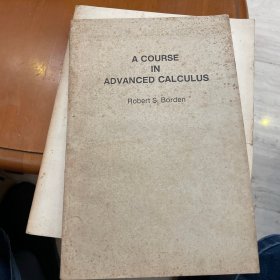 A COURSE
IN
ADVANCED CALCULUS
Robert S. Borden